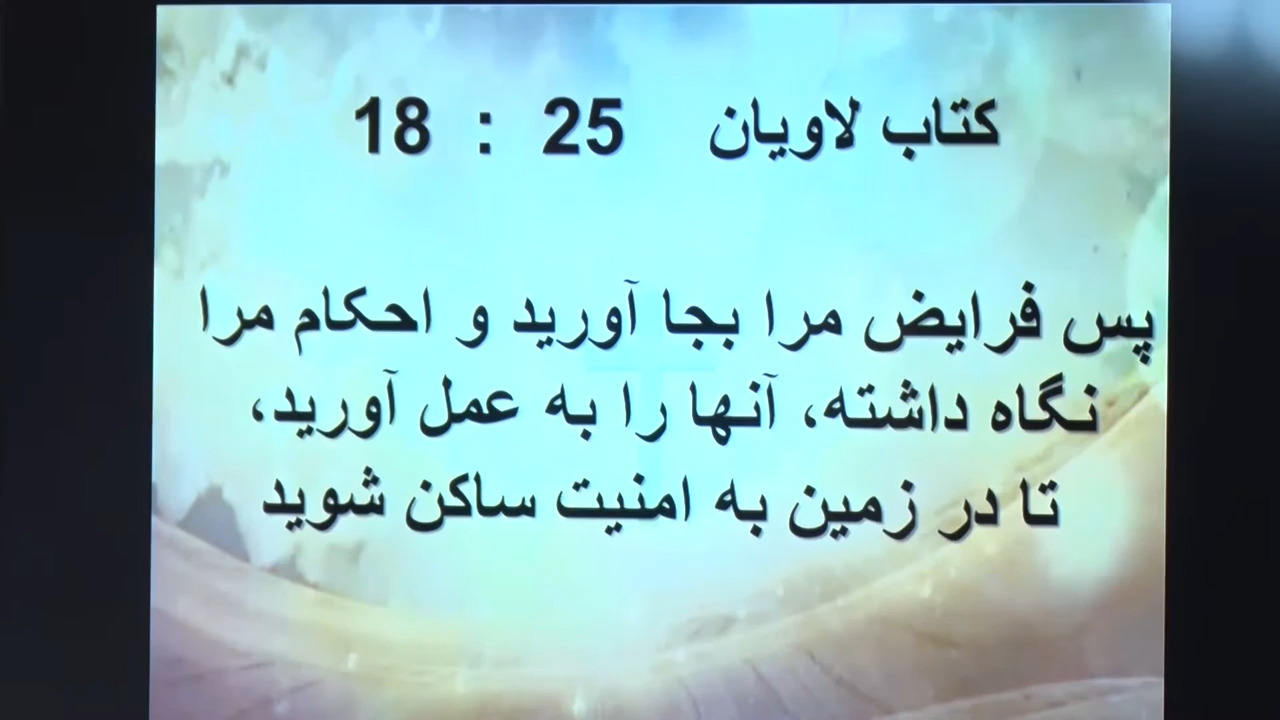 کتاب لاویان 25 : 18
پس فرایض مرا بجا آورید و احکام مرا
نگاه داشته، آنها را به عمل آورید،
تا در زمین به امنیت ساکن شوید